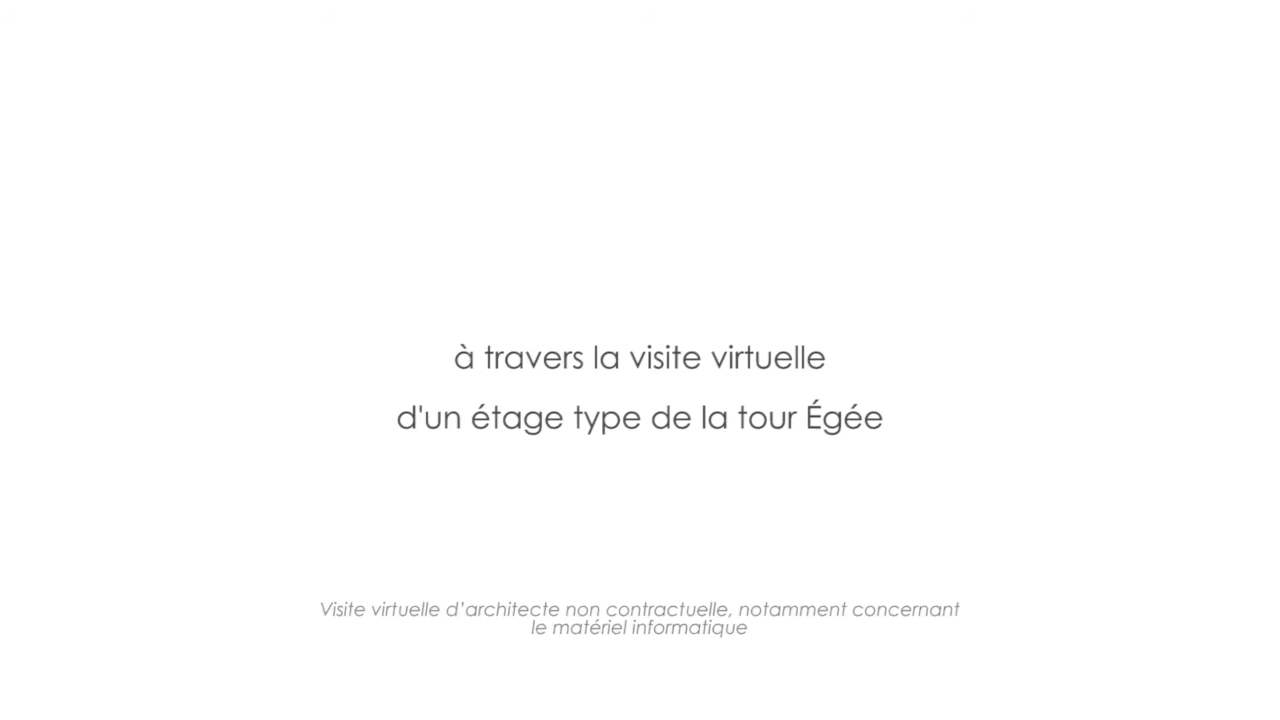 à travers la visite virtuelle
d'un étage type de la tour Égée
Visite virtuelle d’architecte non contractuelle, notamment concernant
le matériel informatique